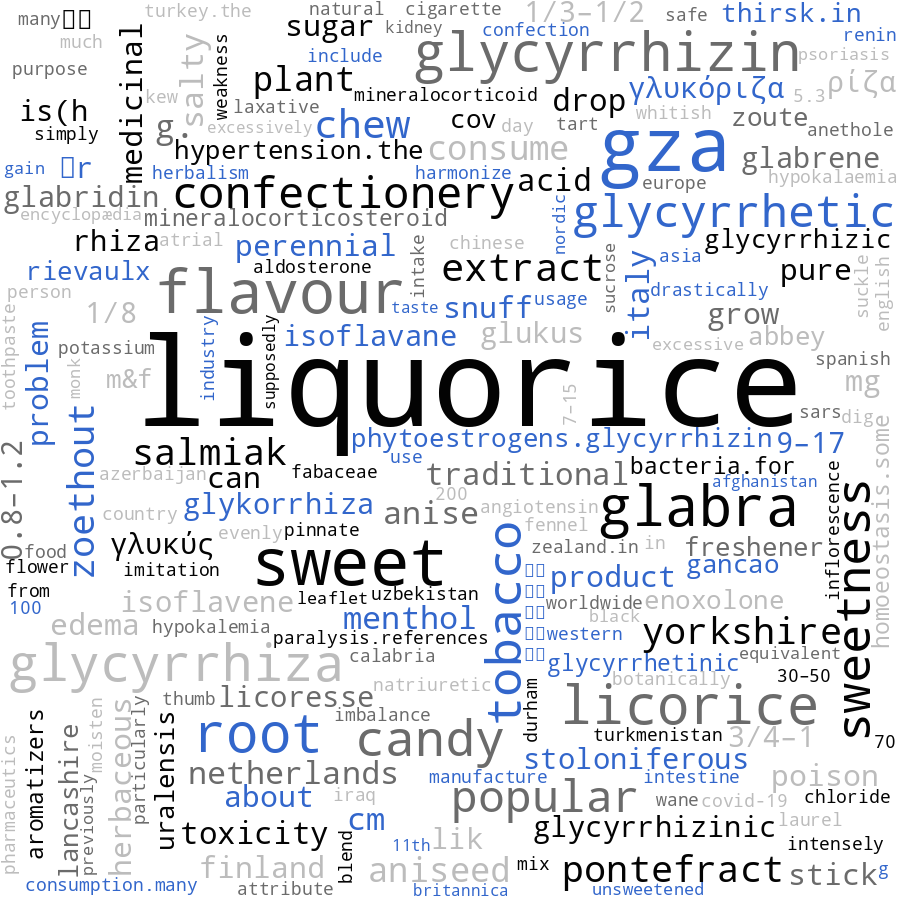 many
turkey.the
natural cigarette
1/3–1/2
safe
thirsk.in
much
medicinal
salty
weakness
sugar
kidney
confection
renin
include
glycyrrhizin
psoriasis
purpose
plant
mineralocorticoid
drop
γλυκόριζα
5.3
ρίζα
kew
laxative
is(h
simply
g.
excessively
chew
cov
day
tart
whitish
zoute
anethole
hypertension.the
consume
gza
glabrene
gain
r
herbalism
harmonize
acid
europe
hypokalaemia
glabridin
confectionery
nordic
glycyrrhetic
encyclopædia
mineralocorticosteroid
rhiza
atrial
perennial
intake
chinese
glycyrrhizic
rievaulx
aldosterone
extract
sucrose
italy
asia
pure
suckle
english
person
flavour
taste
snuff
usage
drastically
1/8
grow
toothpaste
problem
potassium
industry
supposedly
isoflavane
glukus
excessive
abbey
monk
m&f
liquorice
7–15
spanish
mg
sars
dig
zoethout
salmiak
phytoestrogens.glycyrrhizin
9–17
0.8–1.2
azerbaijan
can
fabaceae
use
traditional
bacteria.for
afghanistan
inflorescence
homoeostasis.some
country
glykorrhiza
200
anise
angiotensin
glabra
sweetness
evenly
pinnate
fennel
food
flower
γλυκύς
imitation
sweet
tobacco
zealand.in
in
freshener
product
gancao
from
100
isoflavene
leaflet
uzbekistan
worldwide
enoxolone
edema
hypokalemia
menthol
black
western
yorkshire
paralysis.references
glycyrrhiza
calabria
glycyrrhetinic
equivalent
natriuretic
botanically
30–50
thumb
licoresse
durham
licorice
imbalance
moisten
particularly
pharmaceutics
aromatizers
lancashire
previously
herbaceous
uralensis
root
candy
turkmenistan
3/4–1
70
stoloniferous
netherlands
manufacture
intestine
poison
about
iraq
popular
wane
covid-19
chloride
cm
laurel
toxicity
blend
11th
lik
glycyrrhizinic
intensely
finland
aniseed
mix
pontefract
stick
g
consumption.many
attribute
britannica
unsweetened